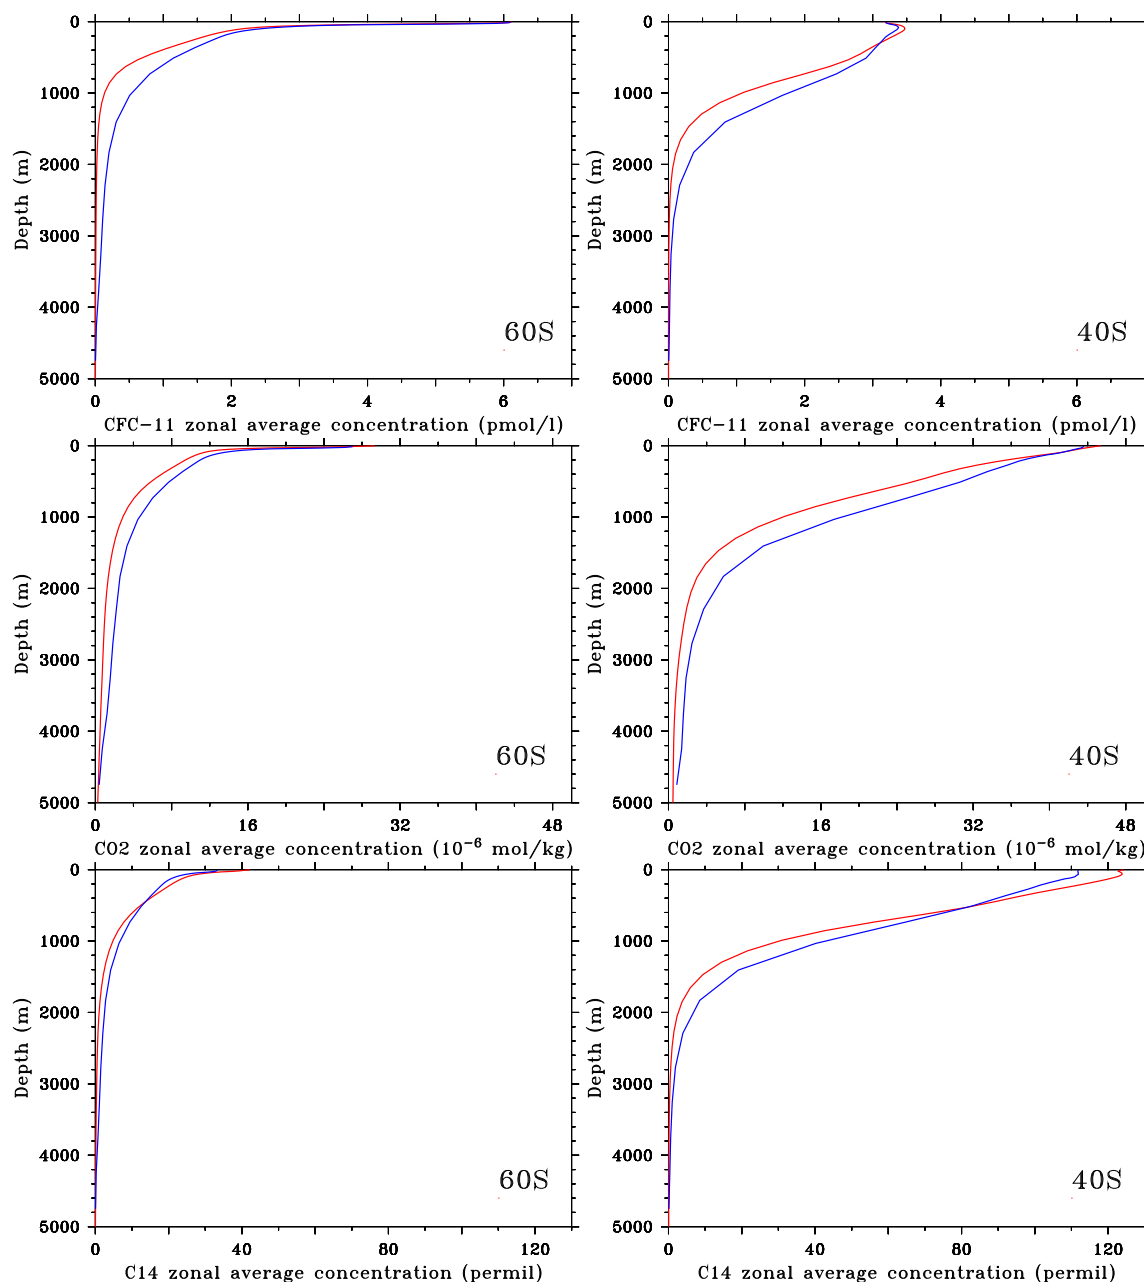 0
1000
2000
3000
4000
5000
Depth (m)
60S
0 2 4 6
CFC-11 zonal average concentration (pmol/l)
0
1000
2000
3000
4000
5000
Depth (m)
40S
0 2 4 6
CFC-11 zonal average concentration (pmol/l)
0
1000
2000
3000
4000
5000
Depth (m)
60S
0 16 32 48
CO2 zonal average concentration (10⁻⁶ mol/kg)
0
1000
2000
3000
4000
5000
Depth (m)
40S
0 16 32 48
CO2 zonal average concentration (10⁻⁶ mol/kg)
0
1000
2000
3000
4000
5000
Depth (m)
60S
0 40 80 120
C14 zonal average concentration (permil)
0
1000
2000
3000
4000
5000
Depth (m)
40S
0 40 80 120
C14 zonal average concentration (permil)